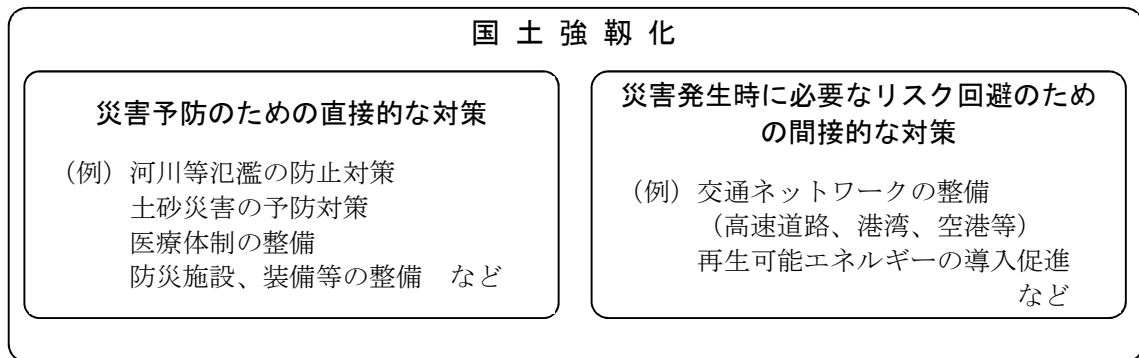 国土強靱化
災害予防のための直接的な対策
（例）河川等氾濫の防止対策
土砂災害の予防対策
医療体制の整備
防災施設、装備等の整備　など
災害発生時に必要なリスク回避のため
の間接的な対策
（例）交通ネットワークの整備
（高速道路、港湾、空港等）
再生可能エネルギーの導入促進
など